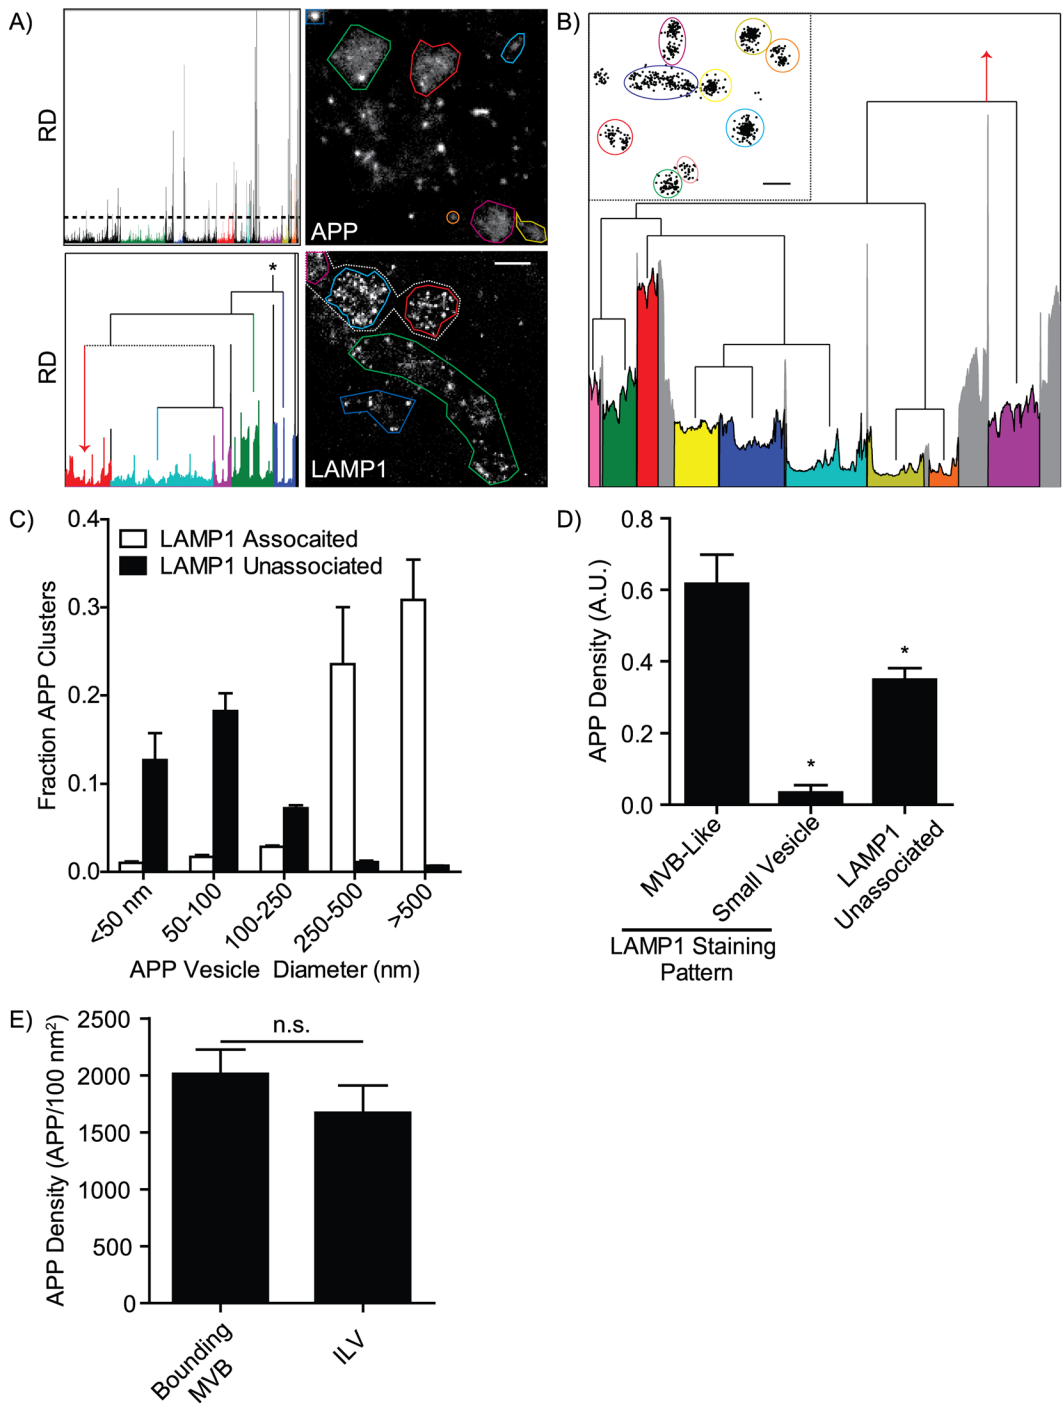 A)
RD
APP
RD
*
LAMP1
B)
C)
0.4
0.3
0.2
0.1
0.0
Fraction APP Clusters
LAMP1 Assocaited
LAMP1 Unassociated
<50 nm
50-100
100-250
250-500
>500
APP Vesicle Diameter (nm)
D)
0.8
0.6
0.4
0.2
0.0
APP Density (A.U.)
*
*
MVB-Like
Small Vesicle
LAMP1
Unassociated
LAMP1 Staining
Pattern
E)
2500
2000
1500
1000
500
0
APP Density (APP/100 nm²)
n.s.
Bounding
MVB
ILV